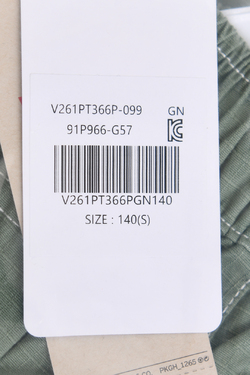 V261PT366P-099 GN
91P966-G57
V261PT366PGN140
SIZE : 140(S)